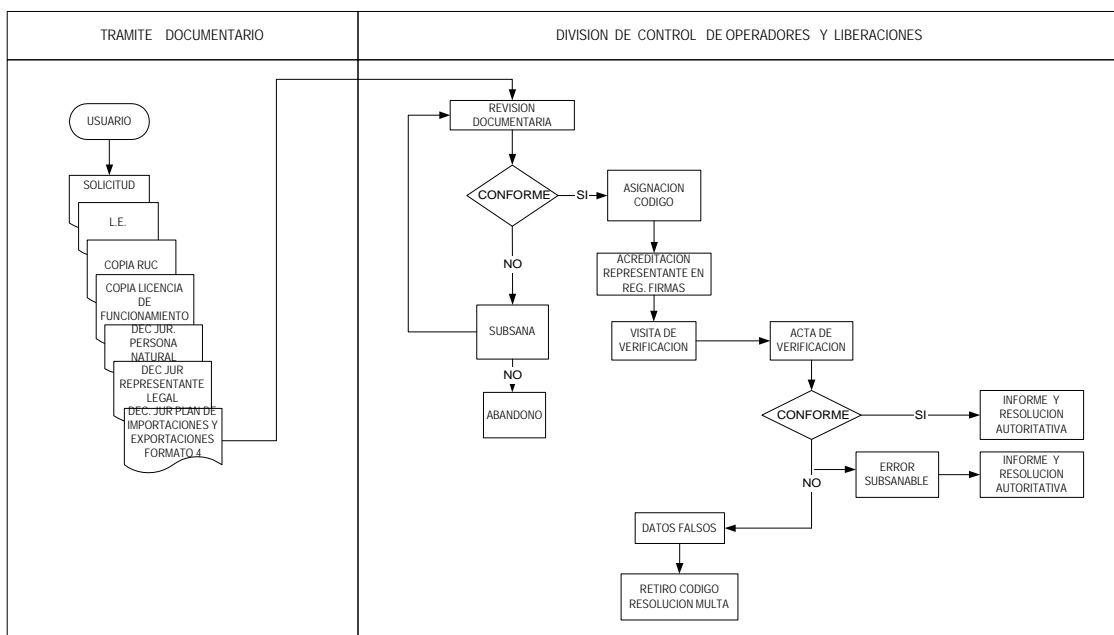 TRAMITE DOCUMENTARIO
DIVISION DE CONTROL DE OPERADORES Y LIBERACIONES
USUARIO
SOLICITUD
L.E.
COPIA RUC
COPIA LICENCIA
DE
FUNCIONAMIENTO
DEC JUR.
PERSONA
NATURAL
DEC JUR
REPRESENTANTE
LEGAL
DEC. JUR PLAN DE
IMPORTACIONES Y
EXPORTACIONES
FORMATO 4
REVISION
DOCUMENTARIA
CONFORME
SI
NO
SUBSANA
NO
ABANDONO
ASIGNACION
CODIGO
ACREDITACION
REPRESENTANTE EN
REG. FIRMAS
VISITA DE
VERIFICACION
ACTA DE
VERIFICACION
CONFORME
SI
INFORME Y
RESOLUCION
AUTORITATIVA
NO
ERROR
SUBSANABLE
INFORME Y
RESOLUCION
AUTORITATIVA
DATOS FALSOS
RETIRO CODIGO
RESOLUCION MULTA